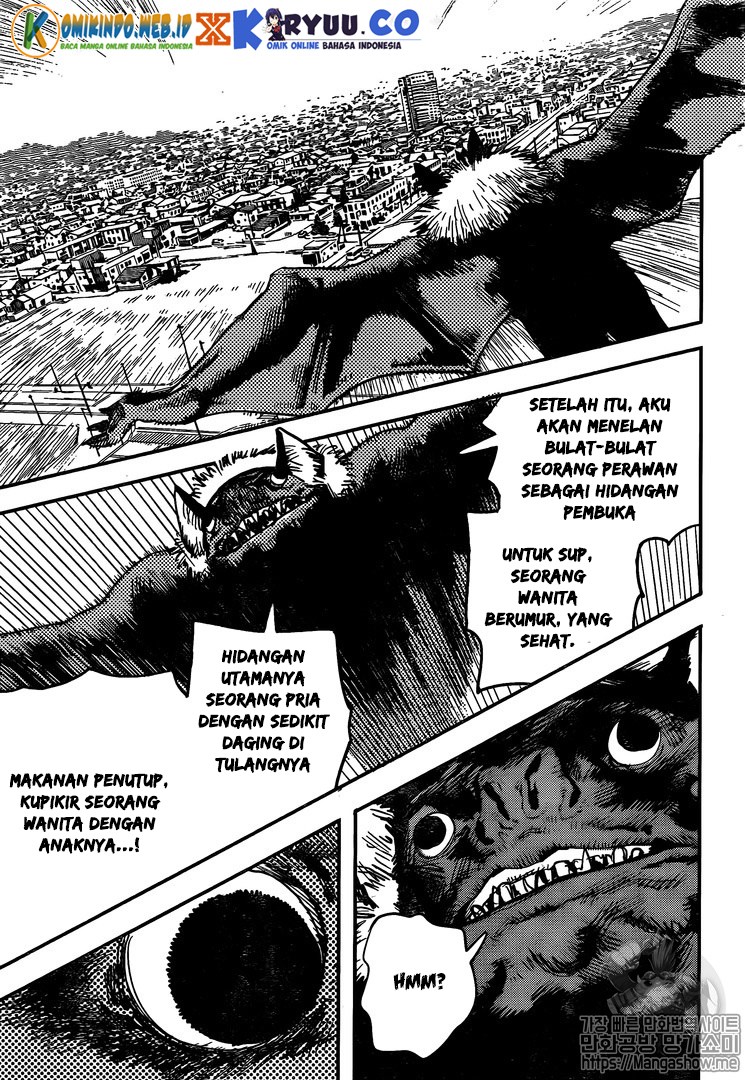 KOMIKINDO.WEB.ID
BACA MANGA ONLINE BAHASA INDONESIA
X
KIRYUU.CO
OMIK ONLINE BAHASA INDONESIA
SETELAH ITU, AKU
AKAN MENELAN
BULAT-BULAT
SEORANG PERAWAN
SEBAGAI HIDANGAN
PEMBUKA
UNTUK SUP,
SEORANG
WANITA
BERUMUR, YANG
SEHAT.
HIDANGAN
UTAMANYA
SEORANG PRIA
DENGAN SEDIKIT
DAGING DI
TULANGNYA
MAKANAN PENUTUP,
KUPIKIR SEORANG
WANITA DENGAN
ANAKNYA...!
HMM?
가장 빠른 만화번역사이트
만화공방 망가쇼미
https://Mangashow.me